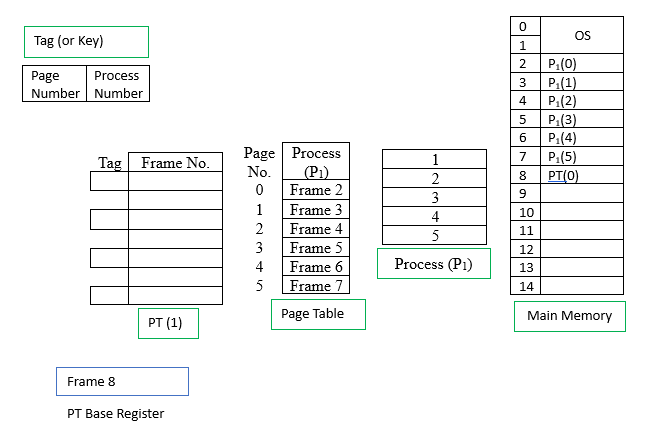 Tag (or Key)
Page Number
Process Number
Tag
Frame No.
PT (1)
Page No.
Process (P₁)
0 Frame 2
1 Frame 3
2 Frame 4
3 Frame 5
4 Frame 6
5 Frame 7
Page Table
1
2
3
4
5
Process (P₁)
0
OS
1
2 P₁(0)
3 P₁(1)
4 P₁(2)
5 P₁(3)
6 P₁(4)
7 P₁(5)
8 PT(0)
9
10
11
12
13
14
Main Memory
Frame 8
PT Base Register